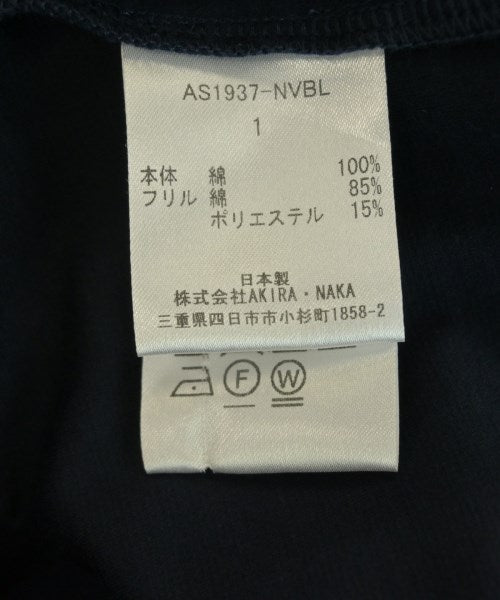 AS1937-NVBL
1
本体 綿 100%
フリル 綿 85%
ポリエステル 15%
日本製
株式会社AKIRA・NAKA
三重県四日市市小杉町1858-2
F W